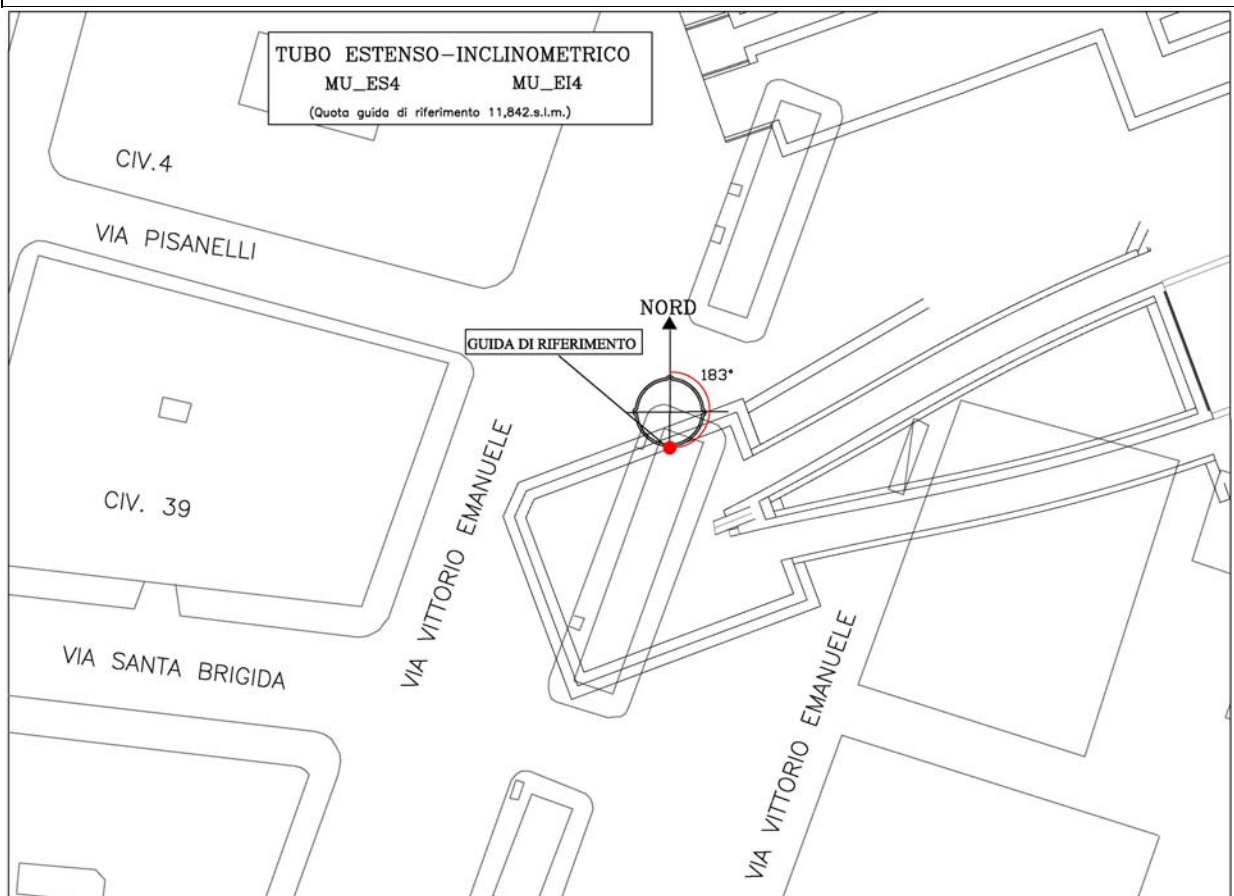 TUBO ESTENSO-INCLINOMETRICO
MU_ES4 MU_EI4
(Quota guida di riferimento 11,842.s.l.m.)
CIV.4
VIA PISANELLI
NORD
GUIDA DI RIFERIMENTO
183°
CIV. 39
VIA VITTORIO EMANUELE
VIA SANTA BRIGIDA
VIA VITTORIO EMANUELE